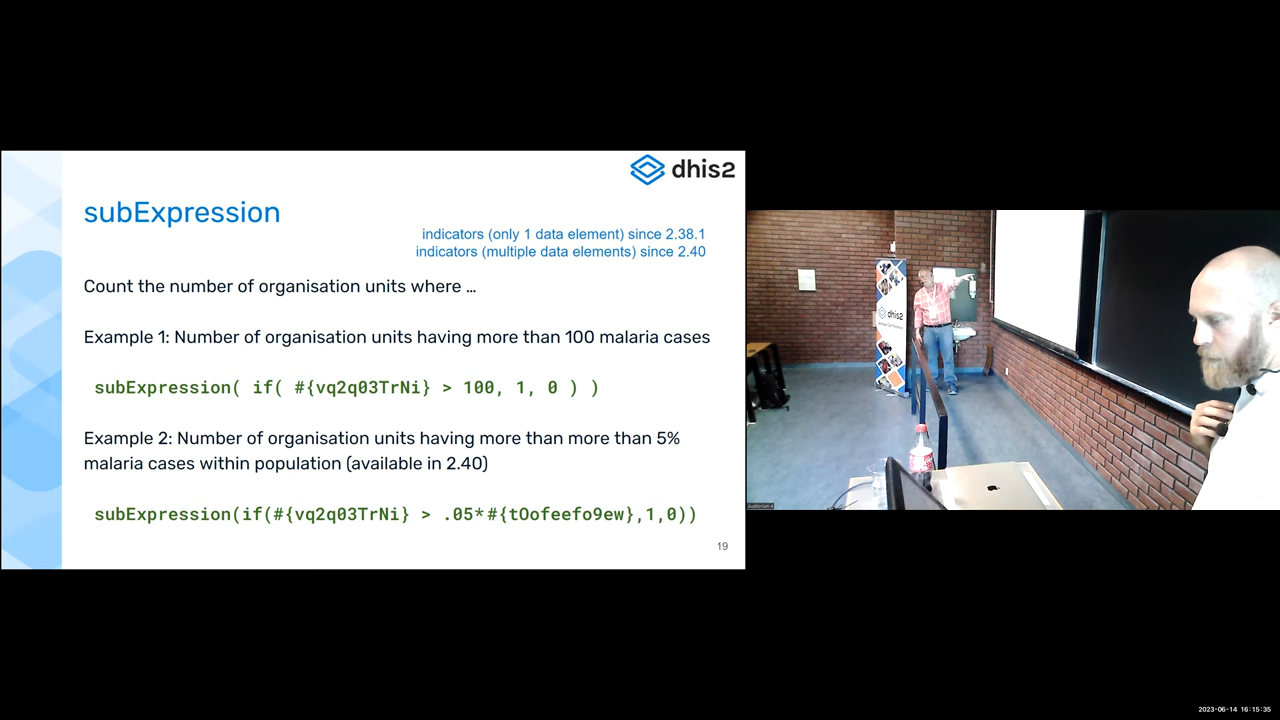 dhis2
subExpression
indicators (only 1 data element) since 2.38.1
indicators (multiple data elements) since 2.40
Count the number of organisation units where …
Example 1: Number of organisation units having more than 100 malaria cases
subExpression( if( #{vq2q03TrNi} > 100, 1, 0 ) )
Example 2: Number of organisation units having more than more than 5%
malaria cases within population (available in 2.40)
subExpression(if(#{vq2q03TrNi} > .05*#{tOofeefo9ew},1,0))
19
dhis2
2023-06-14 16:15:35